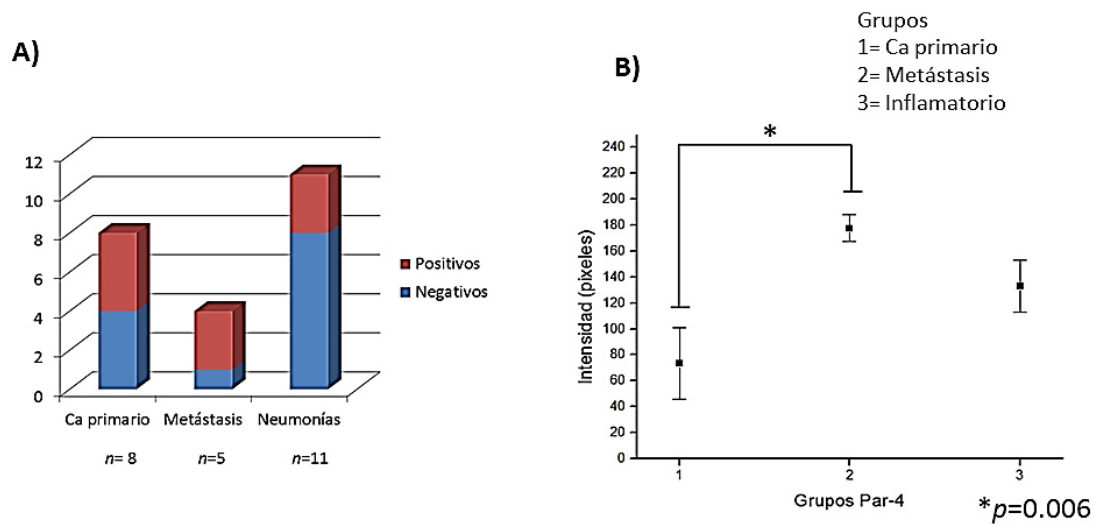 A)
12
10
8
6
4
2
0
Positivos
Negativos
Ca primario Metástasis Neumonías
n= 8 n=5 n=11
B)
Grupos
1= Ca primario
2= Metástasis
3= Inflamatorio
*
Intensidad (pixeles)
240
220
200
180
160
140
120
100
80
60
40
20
0
1 2 3
Grupos Par-4
*p=0.006